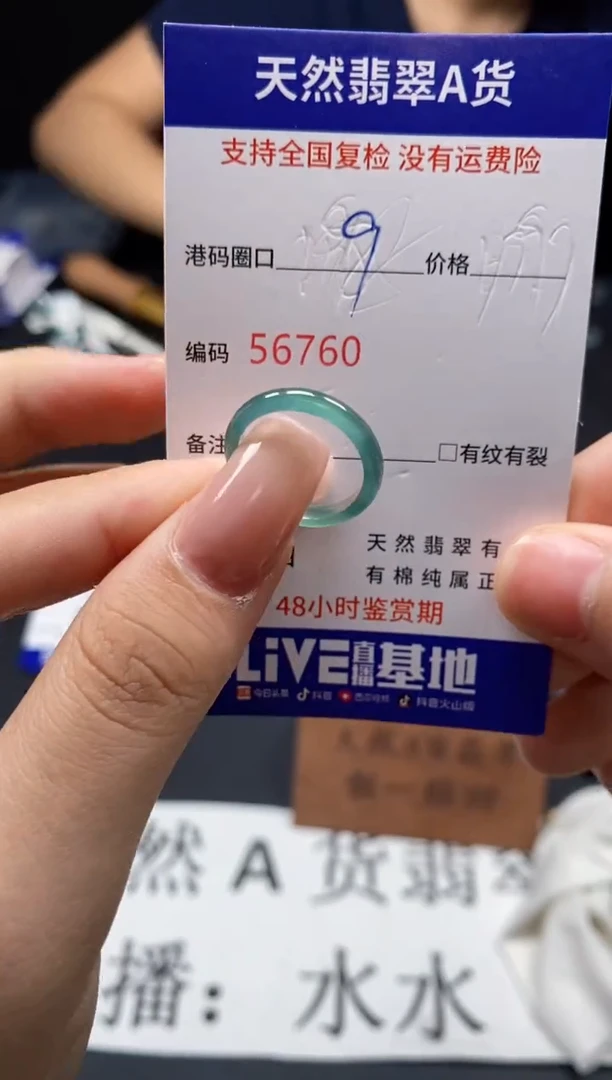 天然翡翠A货
支持全国复检 没有运费险
港码圈口 9 价格
编码 56760
备注 □有纹有裂
天然翡翠有
有棉纯属正
48小时鉴赏期
LiVE直播基地
今日头条 抖音 西瓜视频 抖音火山版
然A货翡翠
播：水水